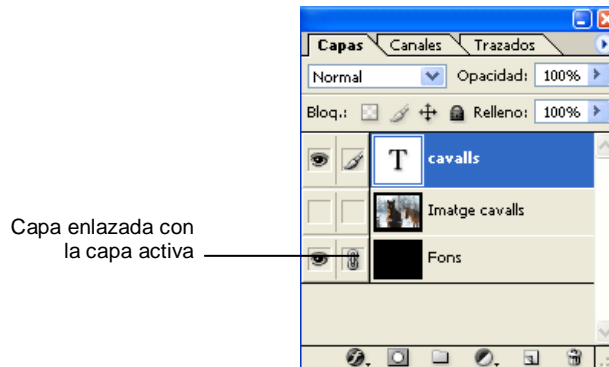 Capas Canales Trazados
Normal Opacidad: 100%
Bloq.: Relleno: 100%
T cavalls
Imatge cavalls
Capa enlazada con
la capa activa
Fons